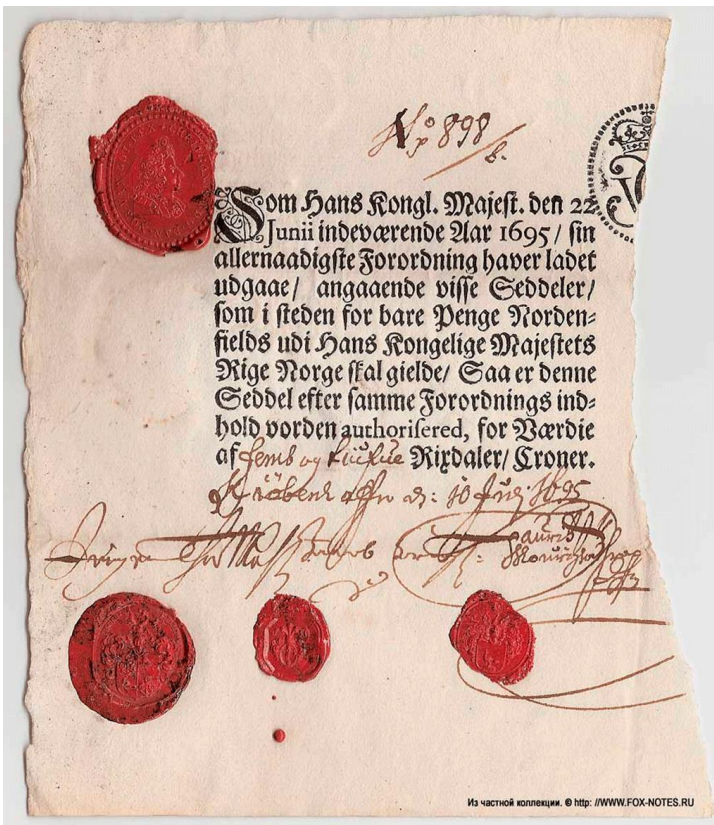 No 898
Som Hans Kongl. Majest. den 22
Junii indeværende Aar 1695/ sin
allernaadigste Forordning haver ladet
udgaae/ angaaende visse Seddeler/
som i steden for bare Penge Norden-
fields udi Hans Kongelige Majestets
Rige Norge skal gielde/ Saa er denne
Seddel efter samme Forordnings ind-
hold vorden authorisered, for Værdie
af fems og Rixdaler/ Croner.
d: 10 1695
Из частной коллекции. © http: //WWW.FOX-NOTES.RU